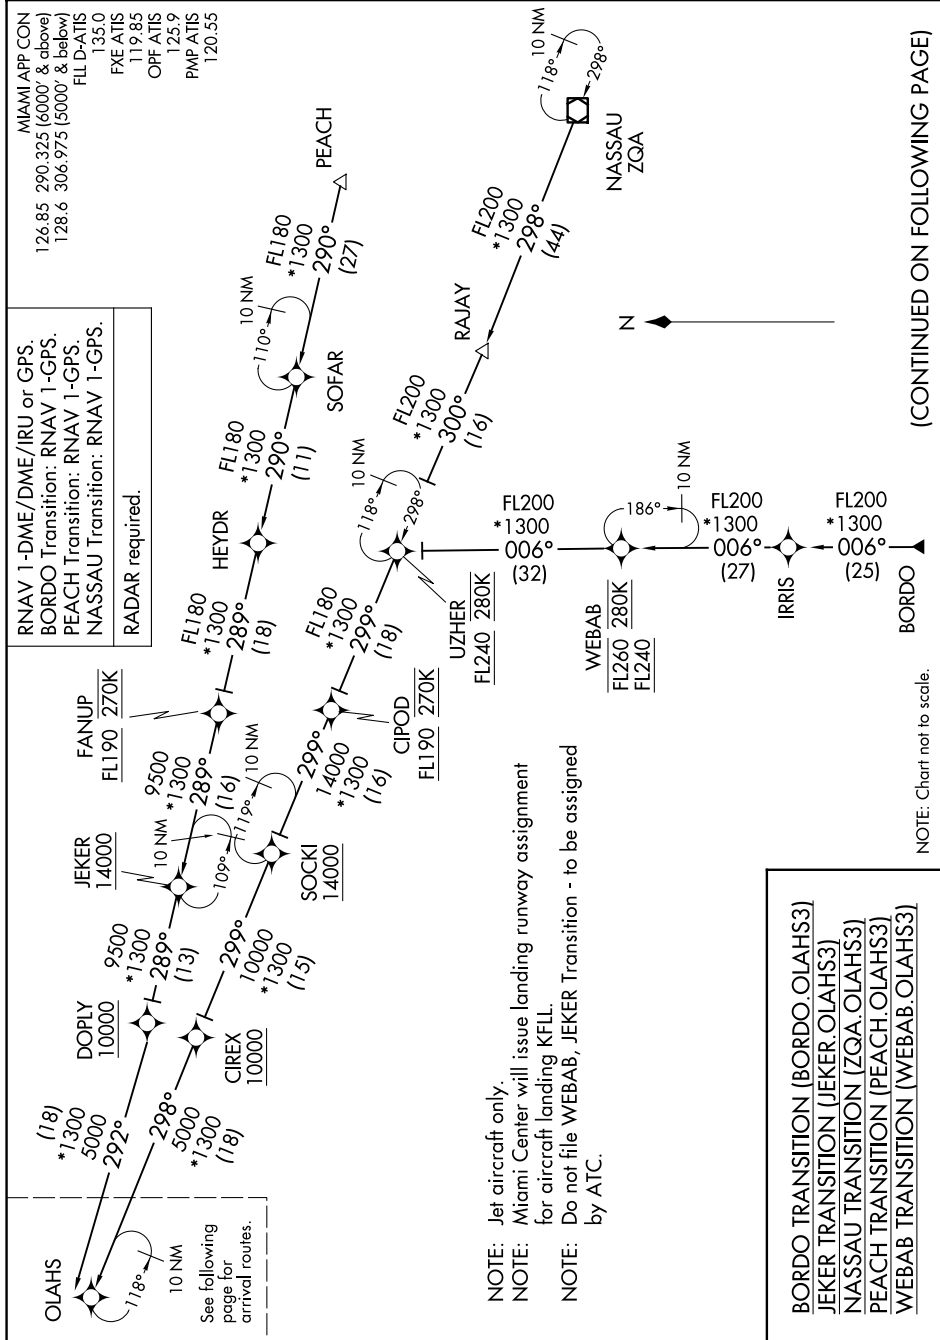 MIAMI APP CON
126.85 290.325 (6000' & above)
128.6 306.975 (5000' & below)
FLL D-ATIS
135.0
FXE ATIS
119.85
OPF ATIS
125.9
PMP ATIS
120.55
RNAV 1-DME/DME/IRU or GPS.
BORDO Transition: RNAV 1-GPS.
PEACH Transition: RNAV 1-GPS.
NASSAU Transition: RNAV 1-GPS.
RADAR required.
OLAHS
118°
10 NM
See following
page for
arrival routes.
(18)
*1300
5000
292°
DOPLY
10000
9500
*1300
289°
(13)
JEKER
14000
10 NM
109°
9500
*1300
289°
(16)
FANUP
FL190 270K
FL180
*1300
289°
(18)
HEYDR
FL180
*1300
290°
(11)
SOFAR
110°
10 NM
FL180
*1300
290°
(27)
PEACH
298°
5000
*1300
(18)
CIREX
10000
299°
10000
*1300
(15)
SOCKI
14000
119°
10 NM
299°
14000
*1300
(16)
CIPOD
FL190 270K
FL180
*1300
299°
(18)
UZHER
FL240 280K
118°
10 NM
298°
FL200
*1300
300°
(16)
RAJAY
FL200
*1300
298°
(44)
NASSAU
ZQA
118°
10 NM
298°
FL200
*1300
006°
(32)
WEBAB
FL260 280K
FL240
186°
10 NM
FL200
*1300
006°
(27)
IRRIS
FL200
*1300
006°
(25)
BORDO
N
NOTE: Jet aircraft only.
NOTE: Miami Center will issue landing runway assignment
for aircraft landing KFLL.
NOTE: Do not file WEBAB, JEKER Transition - to be assigned
by ATC.
NOTE: Chart not to scale.
(CONTINUED ON FOLLOWING PAGE)
BORDO TRANSITION (BORDO.OLAHS3)
JEKER TRANSITION (JEKER.OLAHS3)
NASSAU TRANSITION (ZQA.OLAHS3)
PEACH TRANSITION (PEACH.OLAHS3)
WEBAB TRANSITION (WEBAB.OLAHS3)